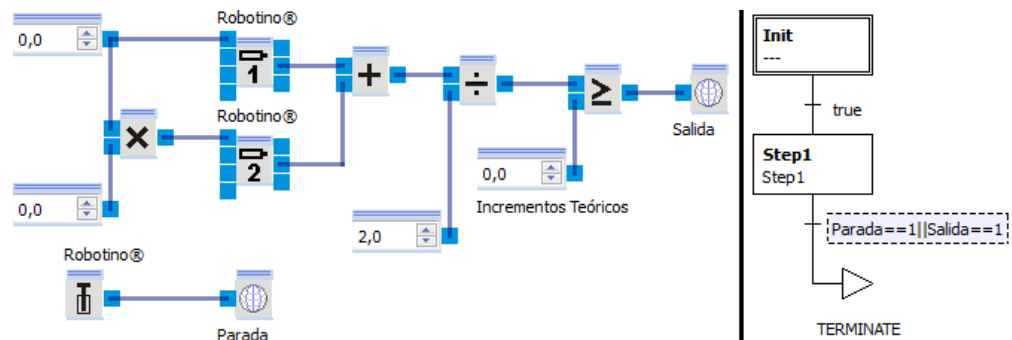 Robotino®
0,0
1
+
÷
≥
Salida
×
Robotino®
2
0,0
0,0
Incrementos Teóricos
2,0
Robotino®
Parada
Init
---
true
Step1
Step1
Parada==1||Salida==1
TERMINATE